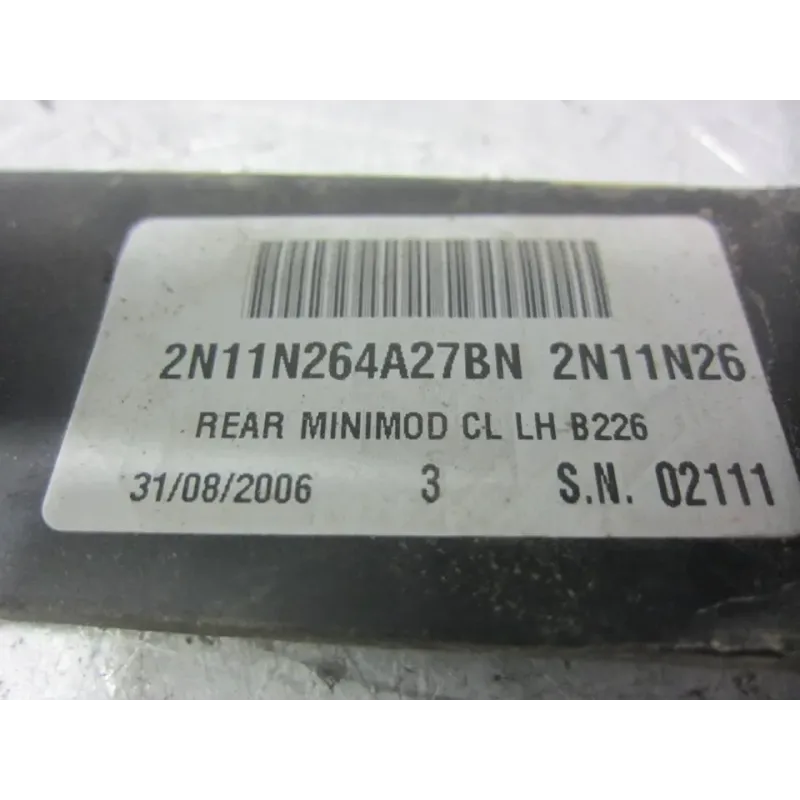 2N11N264A27BN 2N11N26
REAR MINIMOD CL LH B226
31/08/2006 3 S.N. 02111